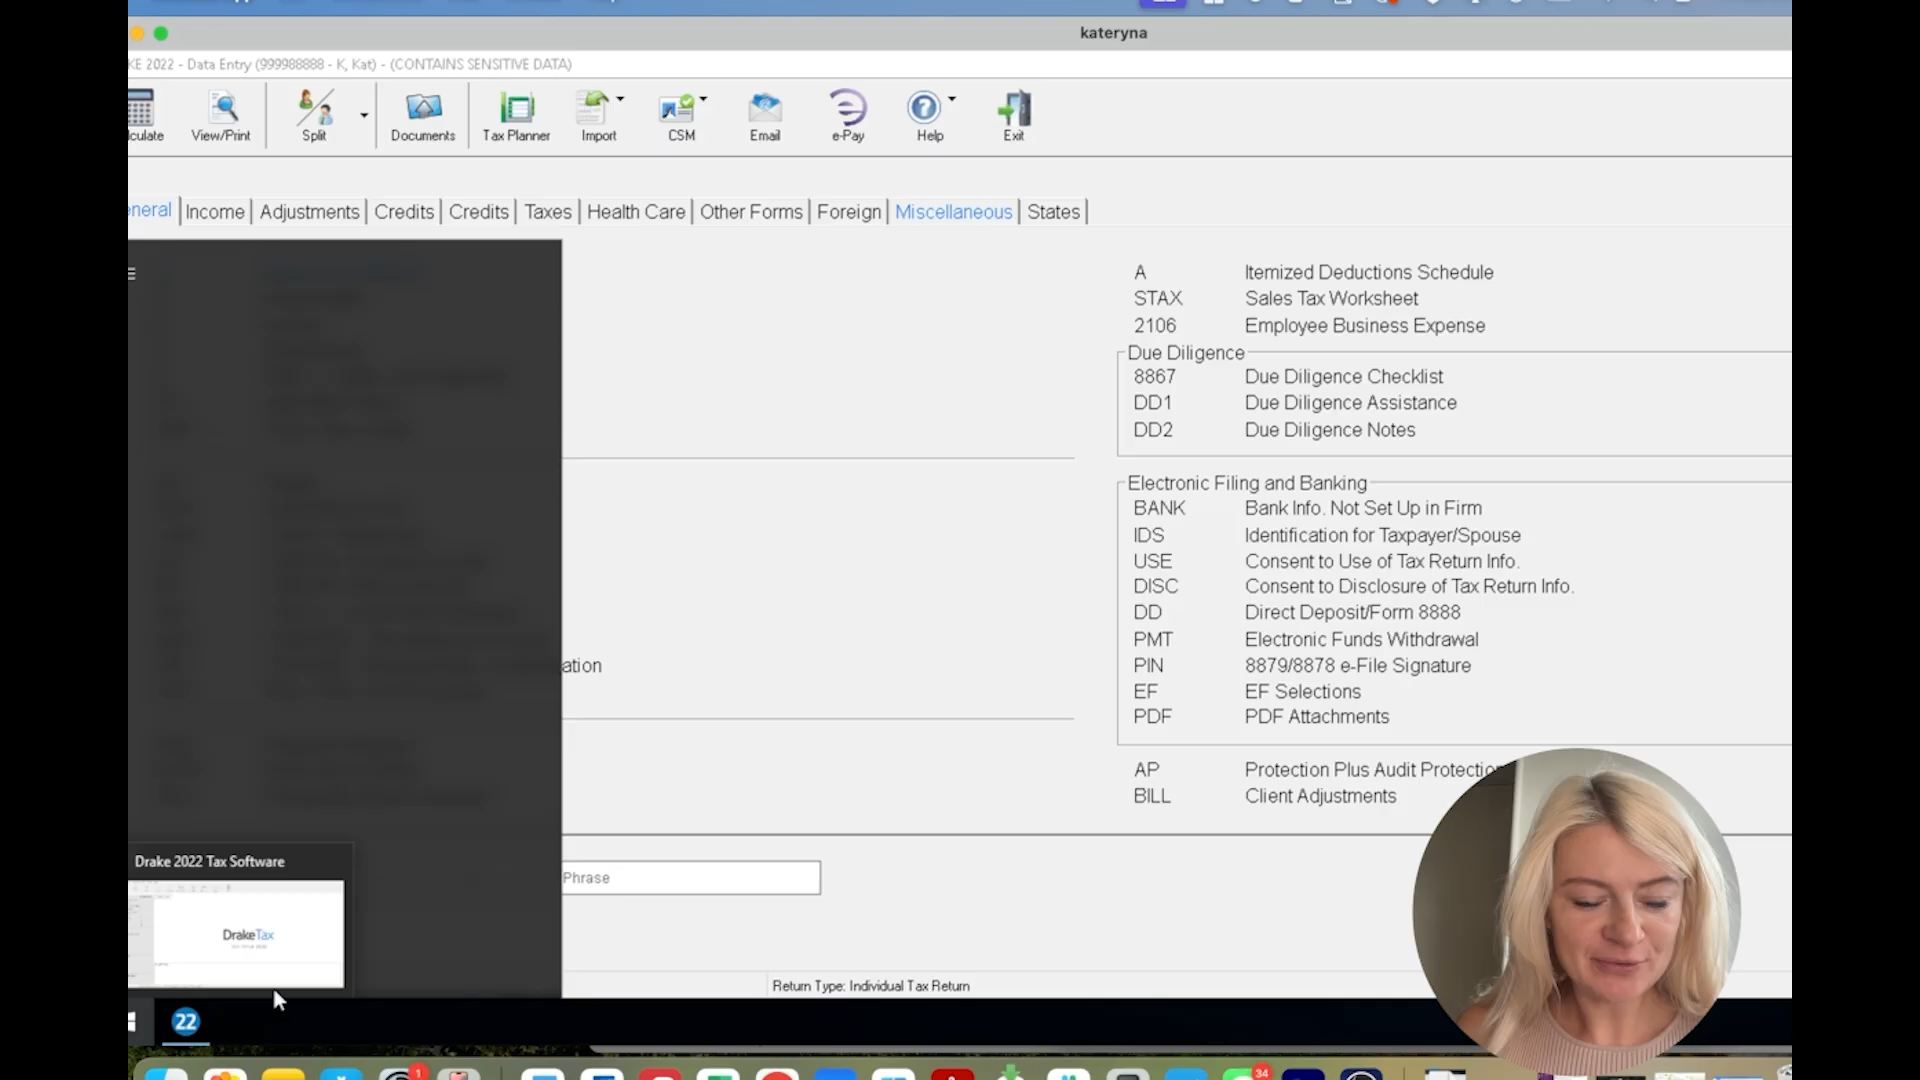 kateryna
KE 2022 - Data Entry (999988888 - K, Kat) - (CONTAINS SENSITIVE DATA)
lculate
View/Print
Split
Documents
Tax Planner
Import
CSM
Email
e-Pay
Help
Exit
eneral
Income
Adjustments
Credits
Credits
Taxes
Health Care
Other Forms
Foreign
Miscellaneous
States
A Itemized Deductions Schedule
STAX Sales Tax Worksheet
2106 Employee Business Expense
Due Diligence
8867 Due Diligence Checklist
DD1 Due Diligence Assistance
DD2 Due Diligence Notes
Electronic Filing and Banking
BANK Bank Info. Not Set Up in Firm
IDS Identification for Taxpayer/Spouse
USE Consent to Use of Tax Return Info.
DISC Consent to Disclosure of Tax Return Info.
DD Direct Deposit/Form 8888
PMT Electronic Funds Withdrawal
PIN 8879/8878 e-File Signature
ation
EF EF Selections
PDF PDF Attachments
AP Protection Plus Audit Protectio
BILL Client Adjustments
Drake 2022 Tax Software
Phrase
DrakeTax
Return Type: Individual Tax Return
22
1
34